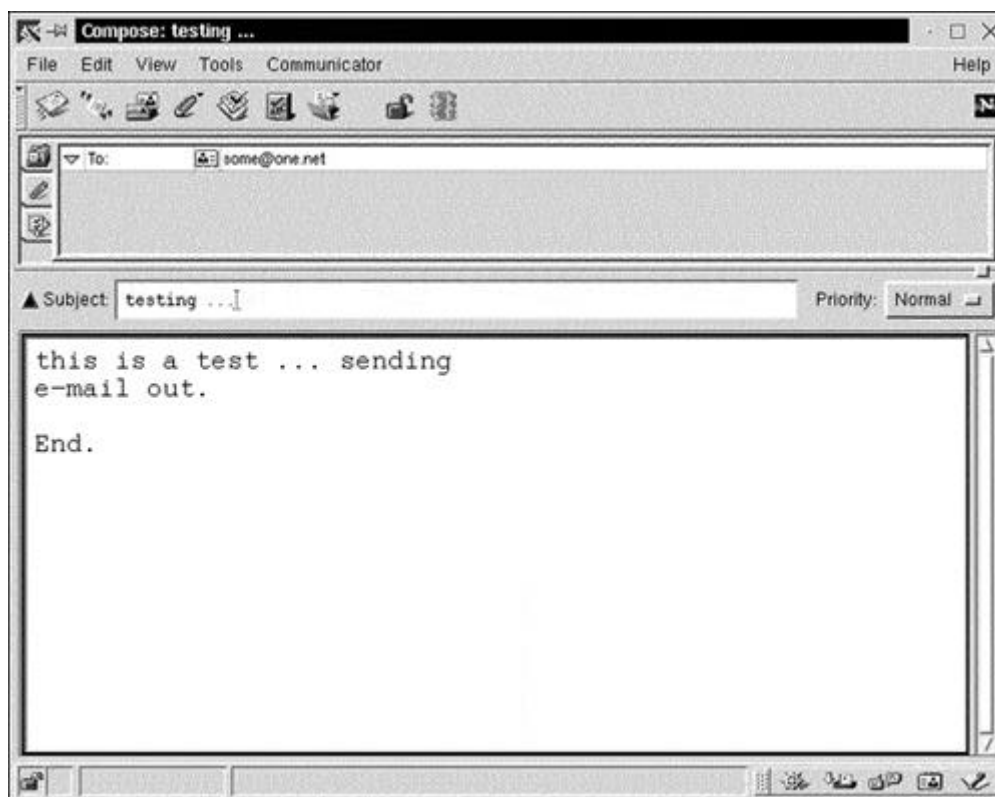 Compose: testing ...
File Edit View Tools Communicator Help
N
To: some@one.net
Subject: testing ... Priority: Normal
this is a test ... sending
e-mail out.
End.